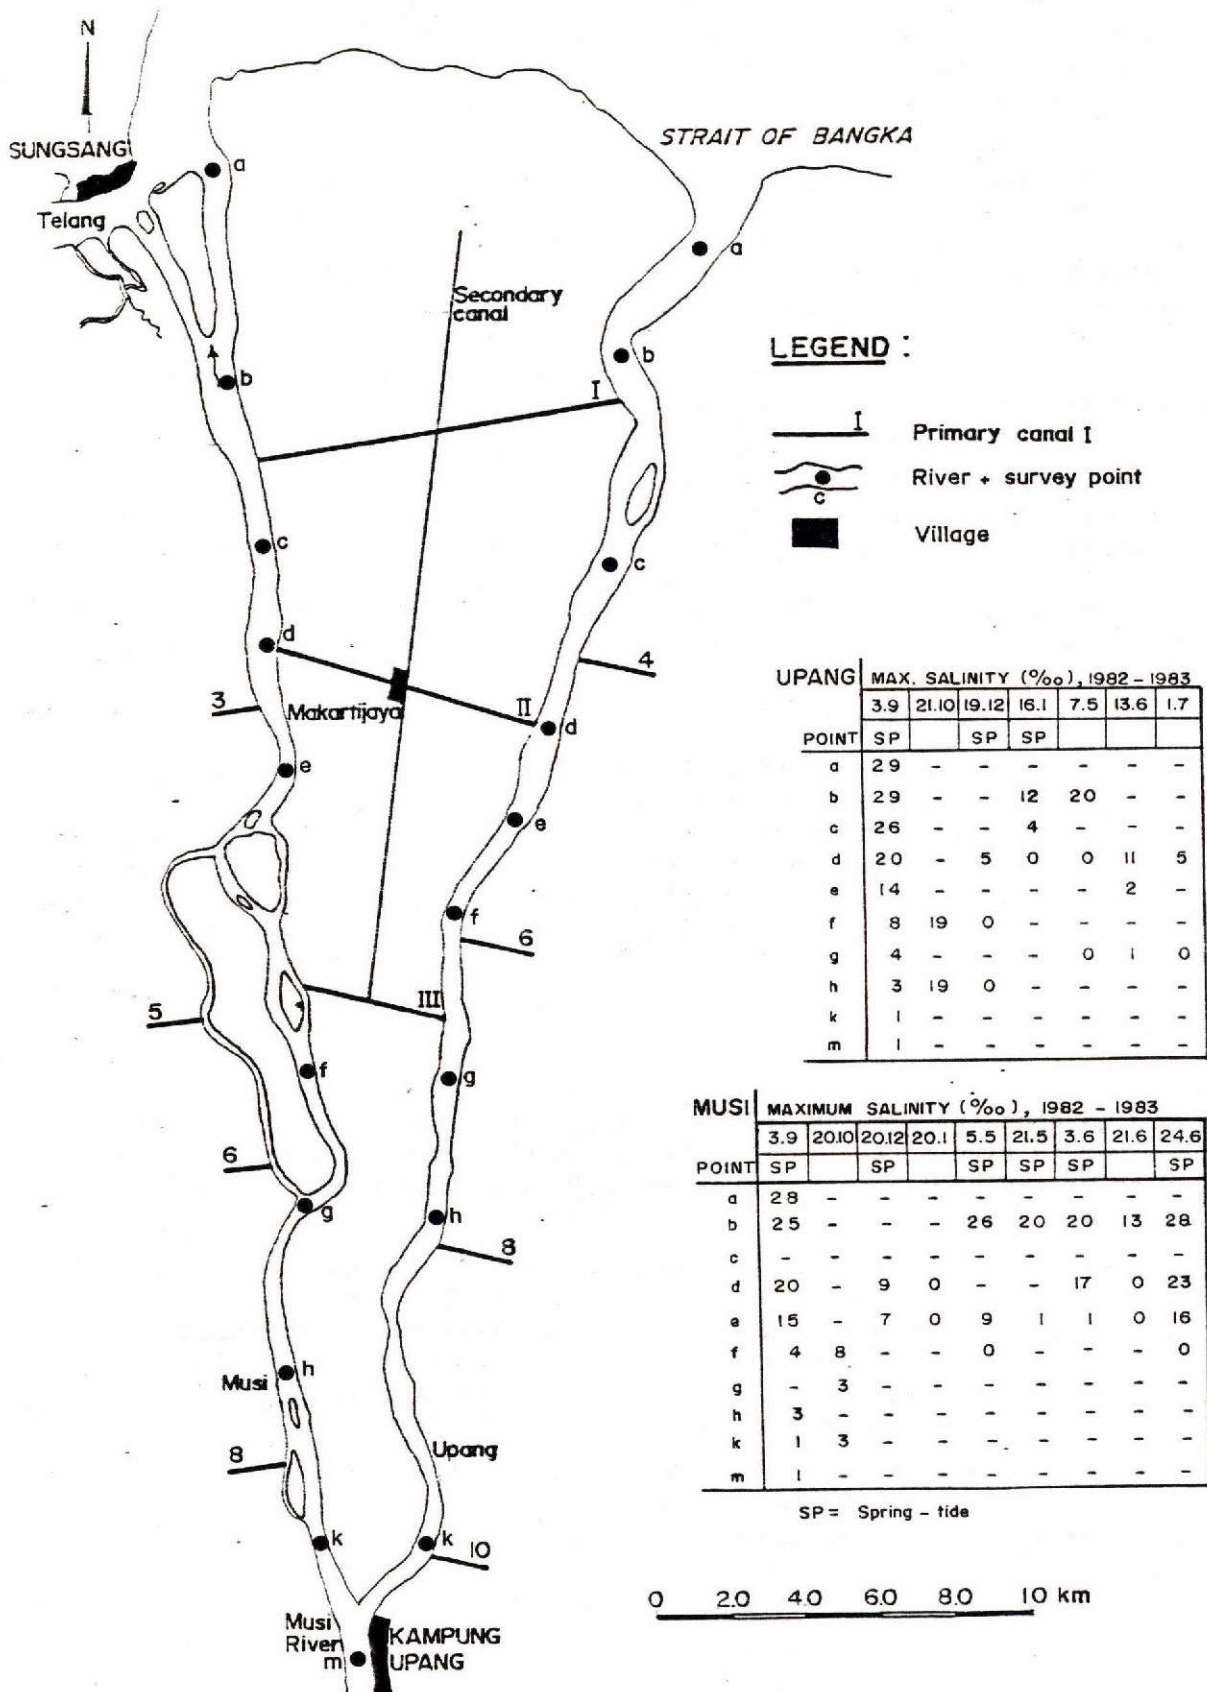 N
SUNGSANG
Telang
a
STRAIT OF BANGKA
a
Secondary
canal
b
b
I
c
c
d
4
3
Makartijaya
II
d
e
e
f
6
5
III
f
g
6
g
h
8
h
Musi
8
Upang
k
k
10
Musi
River
m
KAMPUNG
UPANG
LEGEND :
I
Primary canal I
River + survey point
c
Village
UPANG MAX. SALINITY (‰), 1982 - 1983
3.9 21.10 19.12 16.1 7.5 13.6 1.7
POINT SP SP SP
a 29 - - - - - -
b 29 - - 12 20 - -
c 26 - - 4 - - -
d 20 - 5 0 0 11 5
e 14 - - - - 2 -
f 8 19 0 - - - -
g 4 - - - 0 1 0
h 3 19 0 - - - -
k 1 - - - - - -
m 1 - - - - - -
MUSI MAXIMUM SALINITY (‰), 1982 - 1983
3.9 20.10 20.12 20.1 5.5 21.5 3.6 21.6 24.6
POINT SP SP SP SP SP SP
a 28 - - - - - - - -
b 25 - - - 26 20 20 13 28
c - - - - - - - - -
d 20 - 9 0 - - 17 0 23
e 15 - 7 0 9 1 1 0 16
f 4 8 - - 0 - - - 0
g - 3 - - - - - - -
h 3 - - - - - - - -
k 1 3 - - - - - - -
m 1 - - - - - - - -
SP = Spring - tide
0 2.0 4.0 6.0 8.0 10 km